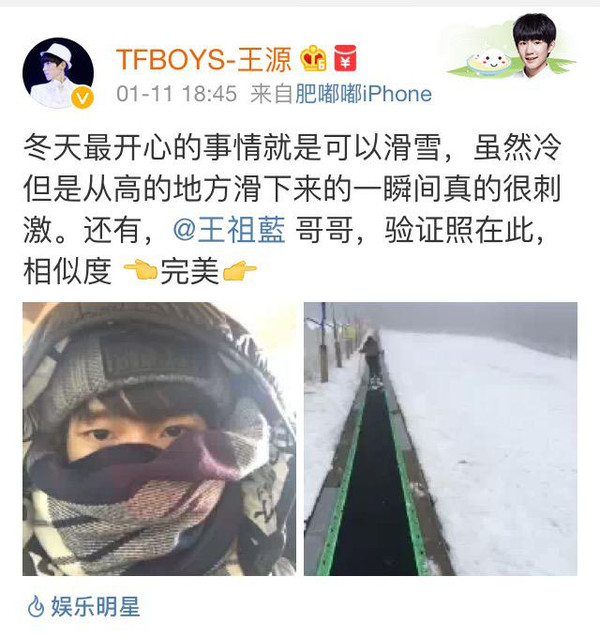 TFBOYS-王源
01-11 18:45 来自肥嘟嘟iPhone
冬天最开心的事情就是可以滑雪，虽然冷
但是从高的地方滑下来的一瞬间真的很刺
激。还有，@王祖藍 哥哥，验证照在此，
相似度 👈完美👉
娱乐明星